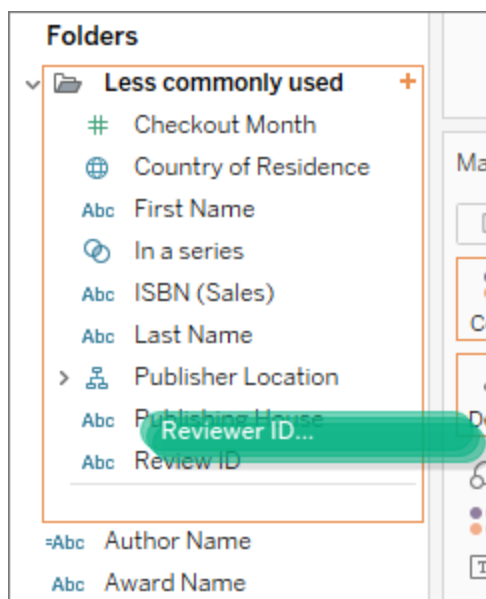 Folders
Less commonly used
Checkout Month
Country of Residence
Abc First Name
In a series
Abc ISBN (Sales)
Abc Last Name
Publisher Location
Abc Publishing House
Reviewer ID...
Abc Review ID
=Abc Author Name
Abc Award Name
Ma
C
D
T